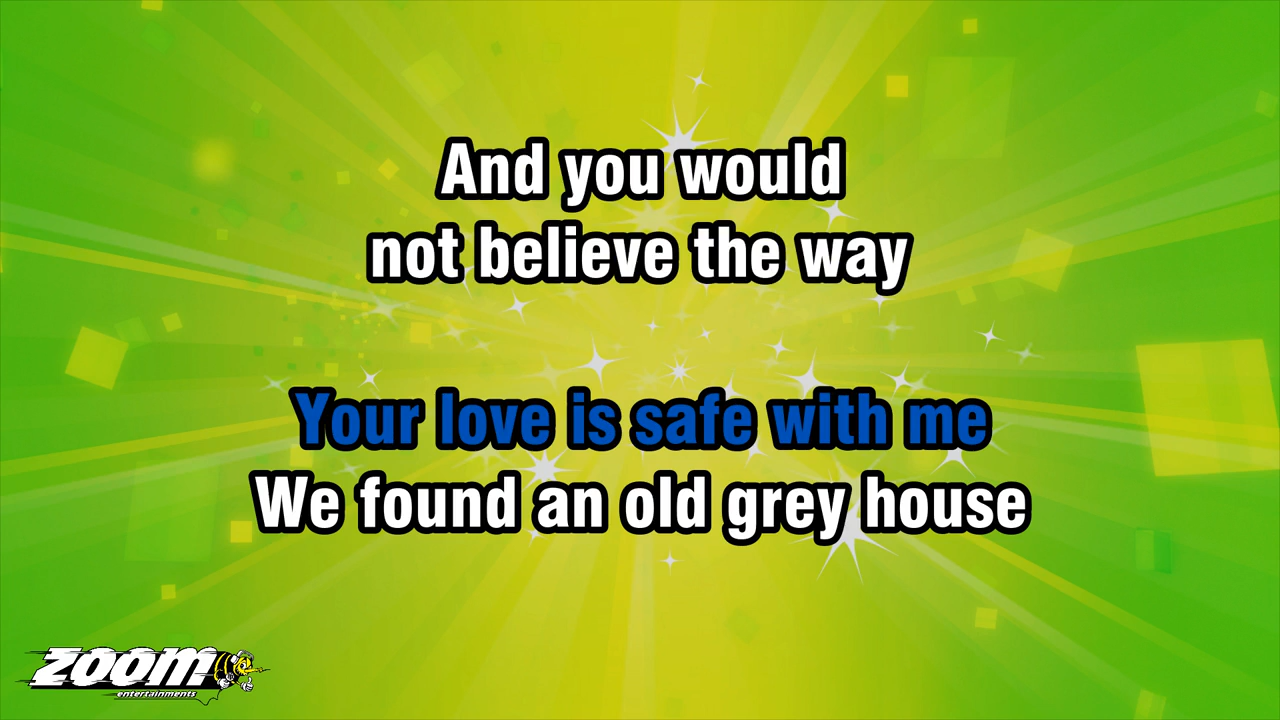 And you would
not believe the way
Your love is safe with me
We found an old grey house
zoom
entertainments